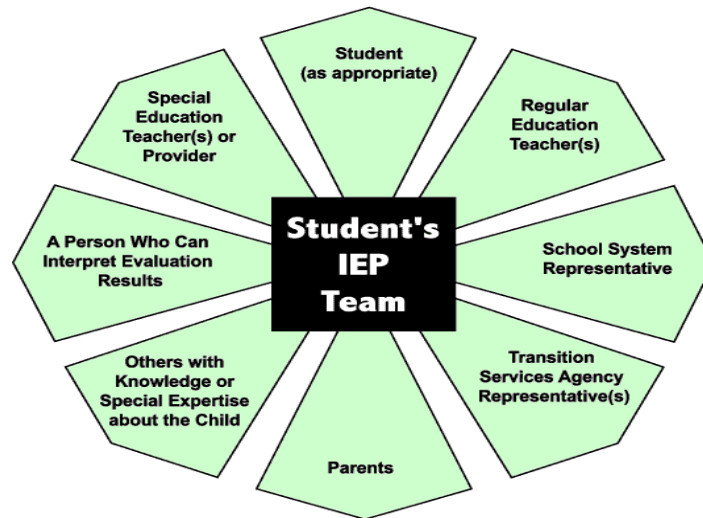 Student
(as appropriate)
Regular
Education
Teacher(s)
School System
Representative
Transition
Services Agency
Representative(s)
Parents
Others with
Knowledge or
Special Expertise
about the Child
A Person Who Can
Interpret Evaluation
Results
Special
Education
Teacher(s) or
Provider
Student's
IEP
Team